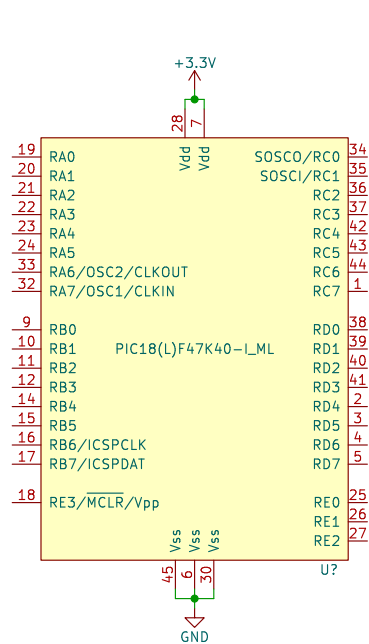 +3.3V
28 7
Vdd Vdd
19 RA0 SOSCO/RC0 34
20 RA1 SOSCI/RC1 35
21 RA2 RC2 36
22 RA3 RC3 37
23 RA4 RC4 42
24 RA5 RC5 43
33 RA6/OSC2/CLKOUT RC6 44
32 RA7/OSC1/CLKIN RC7 1
9 RB0 RD0 38
10 RB1 PIC18(L)F47K40-I_ML RD1 39
11 RB2 RD2 40
12 RB3 RD3 41
14 RB4 RD4 2
15 RB5 RD5 3
16 RB6/ICSPCLK RD6 4
17 RB7/ICSPDAT RD7 5
18 RE3/MCLR/Vpp RE0 25
RE1 26
RE2 27
Vss Vss Vss
45 6 30
U?
GND